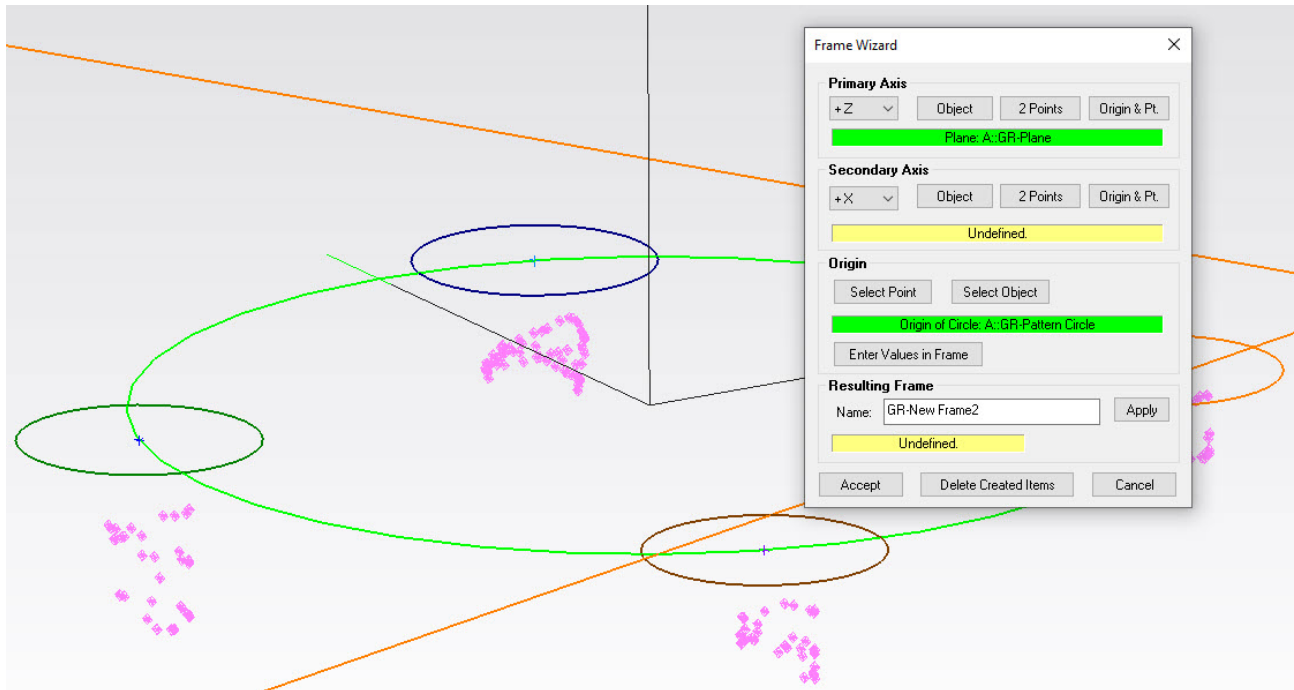 Frame Wizard
Primary Axis
+Z Object 2 Points Origin & Pt.
Plane: A::GR-Plane
Secondary Axis
+X Object 2 Points Origin & Pt.
Undefined.
Origin
Select Point Select Object
Origin of Circle: A::GR-Pattern Circle
Enter Values in Frame
Resulting Frame
Name: GR-New Frame2 Apply
Undefined.
Accept Delete Created Items Cancel